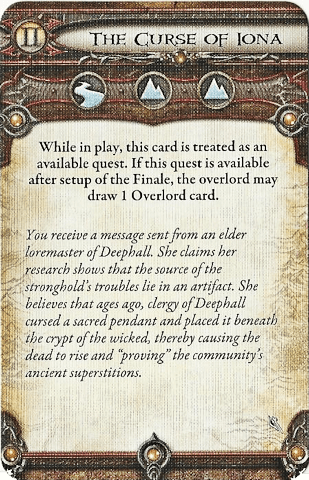 II
THE CURSE OF IONA
While in play, this card is treated as an
available quest. If this quest is available
after setup of the Finale, the overlord may
draw 1 Overlord card.
You receive a message sent from an elder
loremaster of Deephall. She claims her
research shows that the source of the
stronghold's troubles lie in an artifact. She
believes that ages ago, clergy of Deephall
cursed a sacred pendant and placed it beneath
the crypt of the wicked, thereby causing the
dead to rise and “proving” the community's
ancient superstitions.